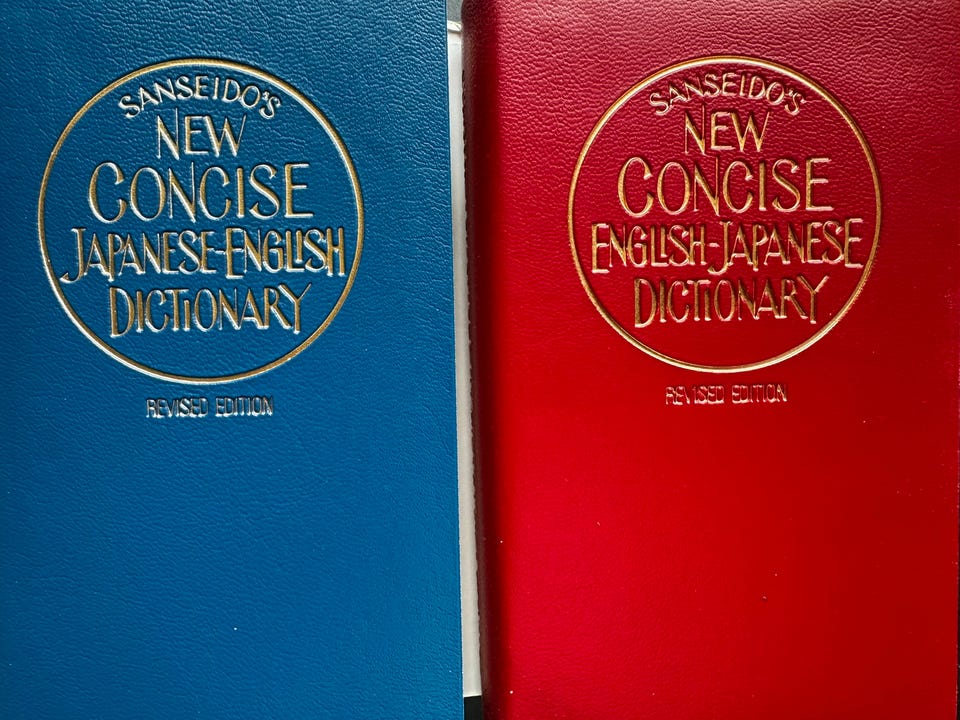 SANSEIDO'S
NEW
CONCISE
JAPANESE-ENGLISH
DICTIONARY
REVISED EDITION
SANSEIDO'S
NEW
CONCISE
ENGLISH-JAPANESE
DICTIONARY
REVISED EDITION